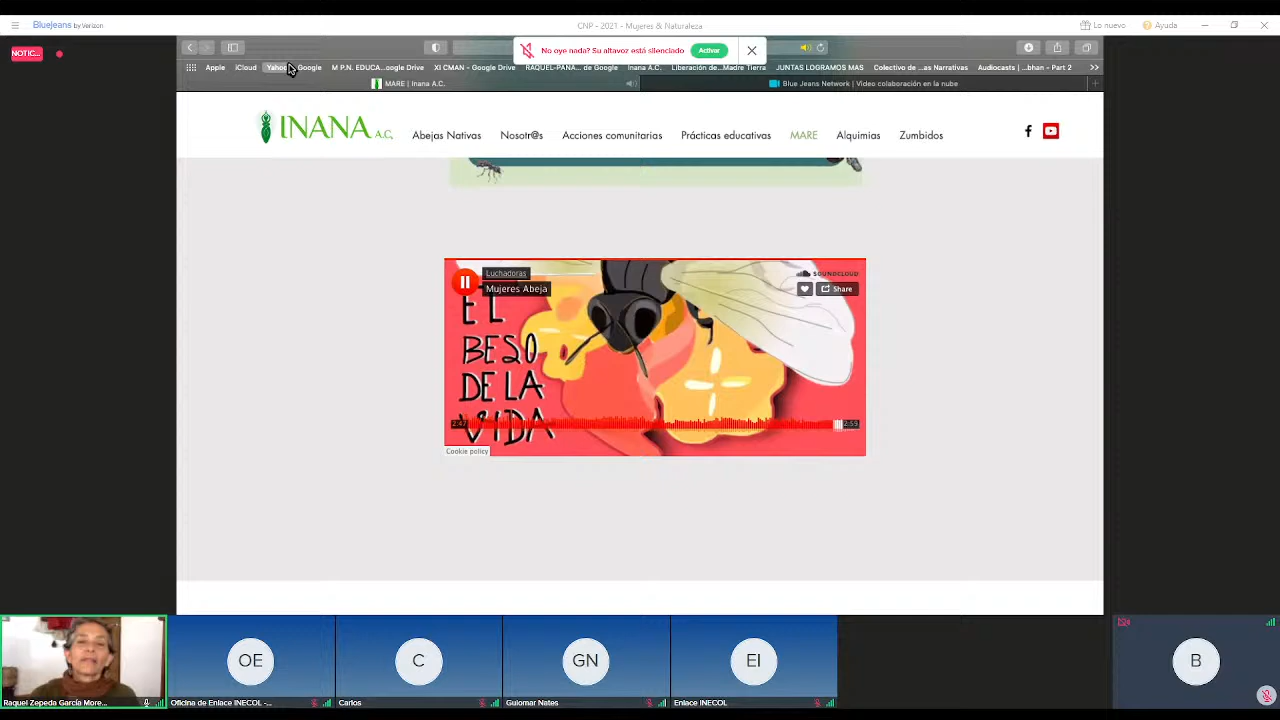 Bluejeans by Verizon
CNP - 2021 - Mujeres & Naturaleza
Lo nuevo
Ayuda
NOTIC...
No oye nada? Su altavoz está silenciado
Activar
Apple
iCloud
Yahoo
Google
M P.N. EDUCA...ogle Drive
XI CMAN - Google Drive
RAQUEL-PANA... de Google
Inana A.C.
Liberación de...Madre Tierra
JUNTAS LOGRAMOS MAS
Colectivo de ...as Narrativas
Audiocasts | ...bhan - Part 2
MARE | Inana A.C.
Blue Jeans Network | Video colaboración en la nube
INANA A.C.
Abejas Nativas
Nosotr@s
Acciones comunitarias
Prácticas educativas
MARE
Alquimias
Zumbidos
Luchadoras
Mujeres Abeja
SOUNDCLOUD
Share
EL
BESO
DE LA
VIDA
2:47
2:59
Cookie policy
OE
C
GN
EI
B
Raquel Zepeda García More...
Oficina de Enlace INECOL -...
Carlos
Guiomar Nates
Enlace INECOL